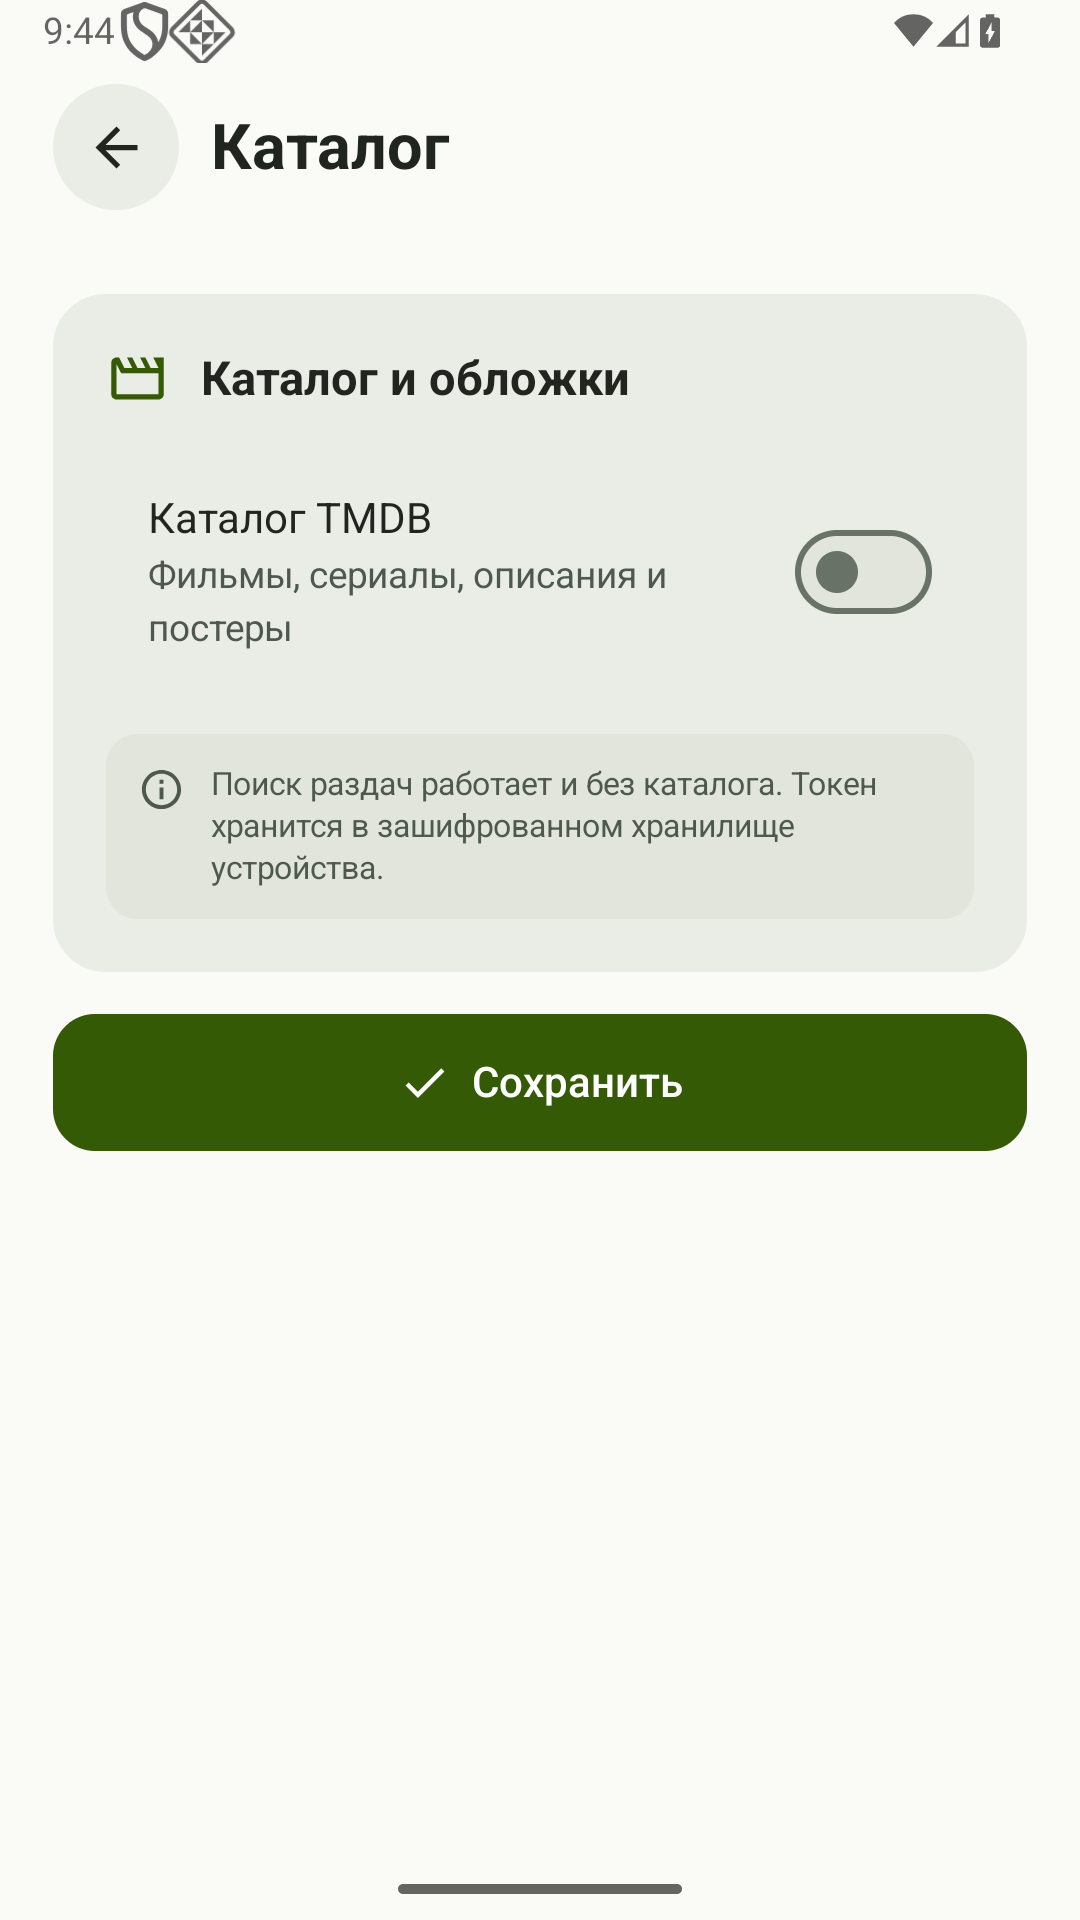 9:44
Каталог
Каталог и обложки
Каталог TMDB
Фильмы, сериалы, описания и
постеры
Поиск раздач работает и без каталога. Токен
хранится в зашифрованном хранилище
устройства.
Сохранить